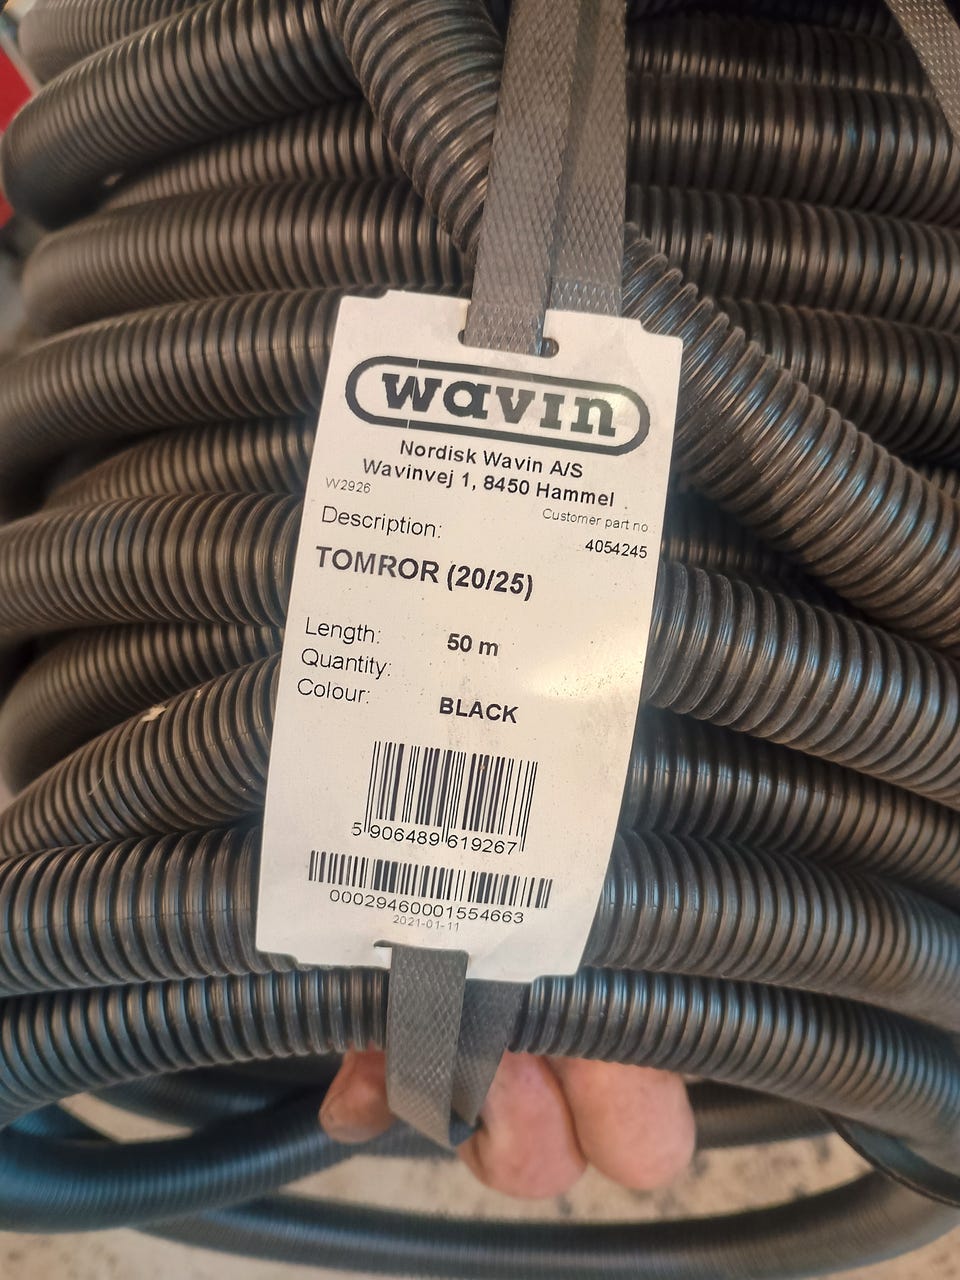 wavin
Nordisk Wavin A/S
Wavinvej 1, 8450 Hammel
W2926
Customer part no
Description:
4054245
TOMROR (20/25)
Length: 50 m
Quantity:
Colour: BLACK
5 906489 619267
00029460001554663
2021-01-11